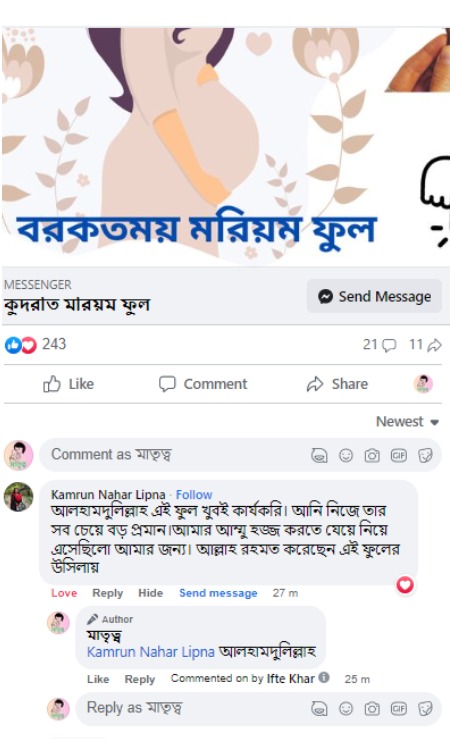 বরকতময় মরিয়ম ফুল
MESSENGER
কুদরাত মারয়ম ফুল
Send Message
243
21
11
Like
Comment
Share
Newest
Comment as মাতৃত্ব
GIF
Kamrun Nahar Lipna · Follow
আলহামদুলিল্লাহ এই ফুল খুবই কার্যকরি। আনি নিজে তার
সব চেয়ে বড় প্রমান।আমার আম্মু হজ্জ করতে যেয়ে নিয়ে
এসেছিলো আমার জন্য। আল্লাহ রহমত করেছেন এই ফুলের
উসিলায়
Love Reply Hide Send message 27 m
Author
মাতৃত্ব
Kamrun Nahar Lipna আলহামদুলিল্লাহ
Like Reply Commented on by Ifte Khar 25 m
Reply as মাতৃত্ব
GIF